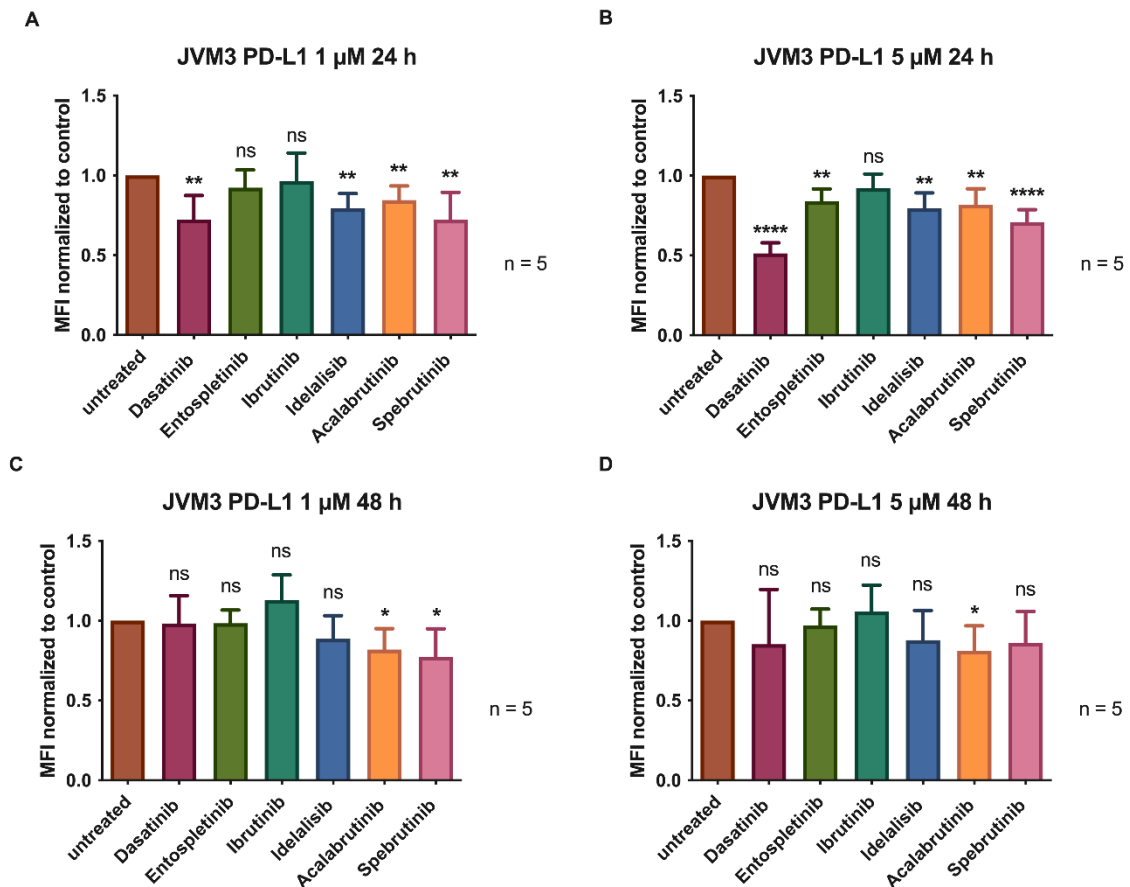 A
JVM3 PD-L1 1 µM 24 h
MFI normalized to control
1.5
1.0
0.5
0.0
**
ns
ns
**
**
**
n = 5
untreated
Dasatinib
Entospletinib
Ibrutinib
Idelalisib
Acalabrutinib
Spebrutinib
B
JVM3 PD-L1 5 µM 24 h
MFI normalized to control
1.5
1.0
0.5
0.0
****
**
ns
**
**
****
n = 5
untreated
Dasatinib
Entospletinib
Ibrutinib
Idelalisib
Acalabrutinib
Spebrutinib
C
JVM3 PD-L1 1 µM 48 h
MFI normalized to control
1.5
1.0
0.5
0.0
ns
ns
ns
ns
*
*
n = 5
untreated
Dasatinib
Entospletinib
Ibrutinib
Idelalisib
Acalabrutinib
Spebrutinib
D
JVM3 PD-L1 5 µM 48 h
MFI normalized to control
1.5
1.0
0.5
0.0
ns
ns
ns
ns
*
ns
n = 5
untreated
Dasatinib
Entospletinib
Ibrutinib
Idelalisib
Acalabrutinib
Spebrutinib